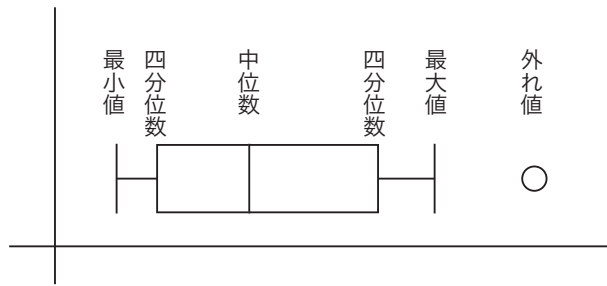 最小値
四分位数
中位数
四分位数
最大値
外れ値